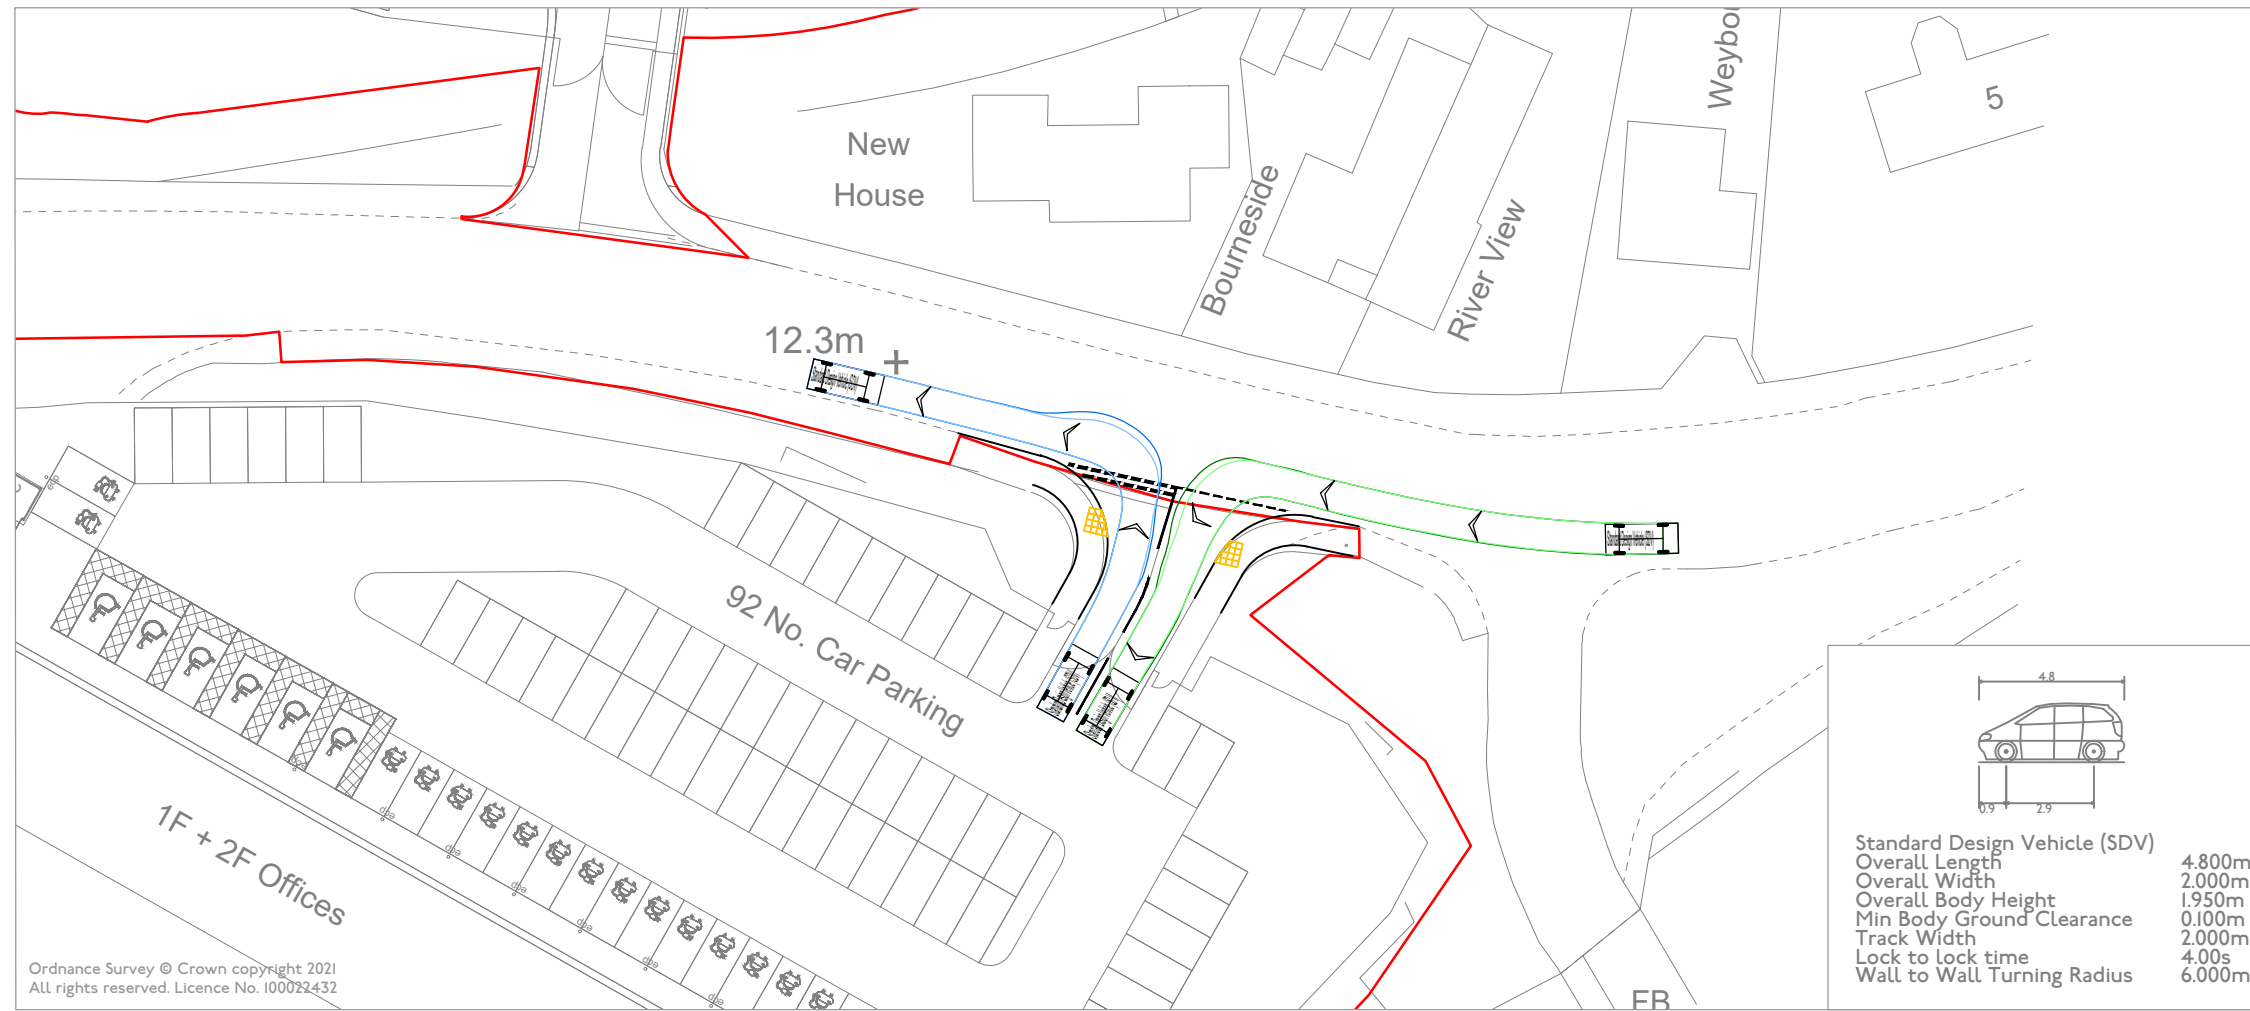 Weybou
5
New
House
Bourneside
River View
12.3m
92 No. Car Parking
1F + 2F Offices
4.8
0.9
2.9
Standard Design Vehicle (SDV)
Overall Length 4.800m
Overall Width 2.000m
Overall Body Height 1.950m
Min Body Ground Clearance 0.100m
Track Width 2.000m
Lock to lock time 4.00s
Wall to Wall Turning Radius 6.000m
FB
Ordnance Survey © Crown copyright 2021
All rights reserved. Licence No. 100022432